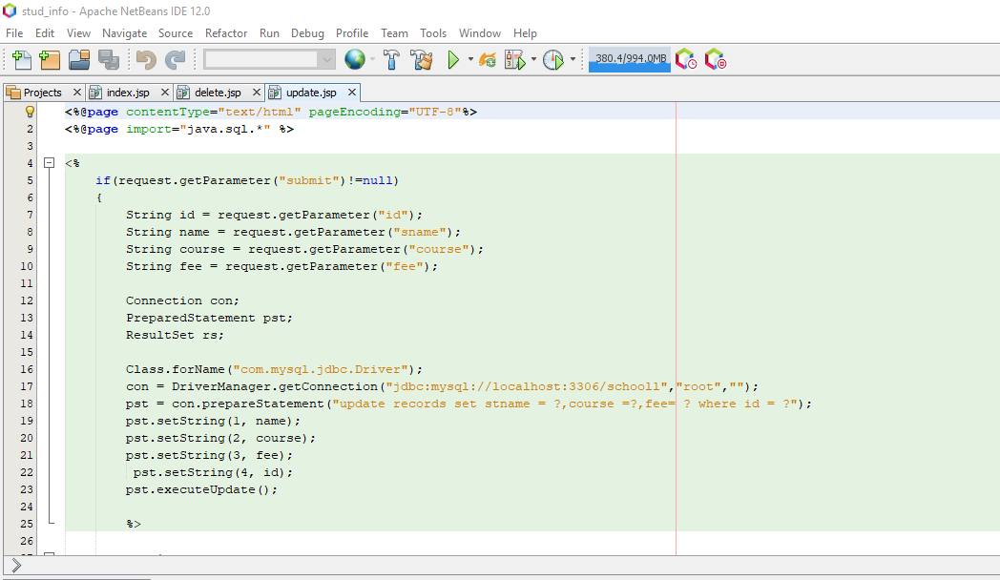 stud_info - Apache NetBeans IDE 12.0
File Edit View Navigate Source Refactor Run Debug Profile Team Tools Window Help
380.4/994.0MB
Projects index.jsp delete.jsp update.jsp
<%@page contentType="text/html" pageEncoding="UTF-8"%>
2 <%@page import="java.sql.*" %>
3
4 <%
5 if(request.getParameter("submit")!=null)
6 {
7 String id = request.getParameter("id");
8 String name = request.getParameter("sname");
9 String course = request.getParameter("course");
10 String fee = request.getParameter("fee");
11
12 Connection con;
13 PreparedStatement pst;
14 ResultSet rs;
15
16 Class.forName("com.mysql.jdbc.Driver");
17 con = DriverManager.getConnection("jdbc:mysql://localhost:3306/schooll","root","");
18 pst = con.prepareStatement("update records set stname = ?,course =?,fee= ? where id = ?");
19 pst.setString(1, name);
20 pst.setString(2, course);
21 pst.setString(3, fee);
22 pst.setString(4, id);
23 pst.executeUpdate();
24
25 %>
26